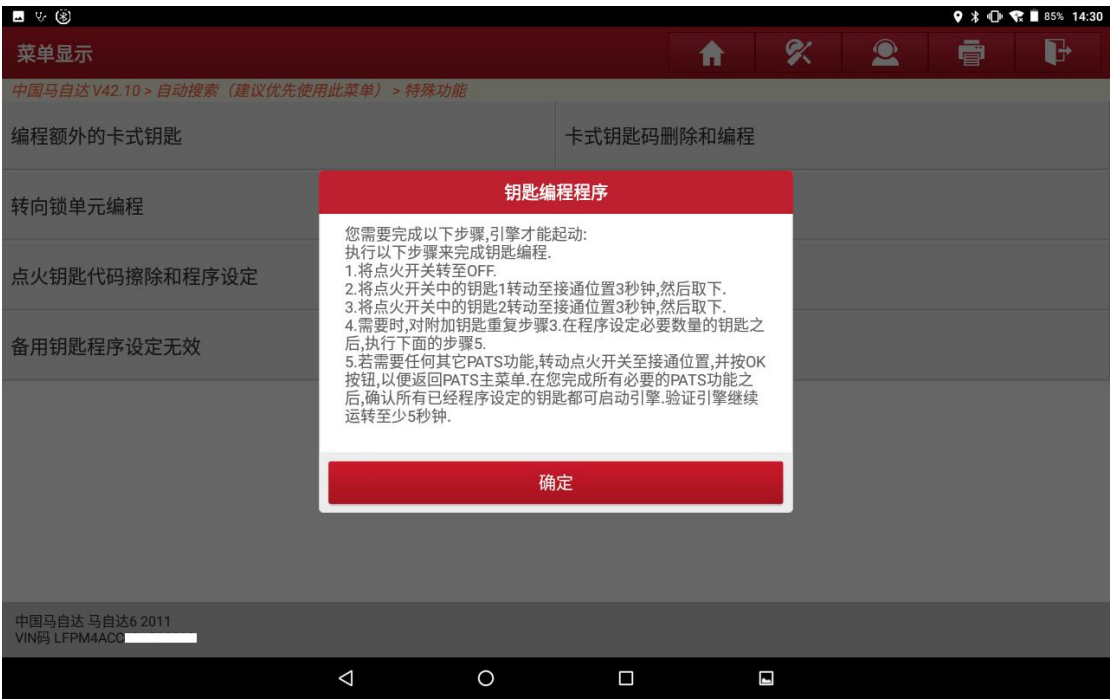 85% 14:30
菜单显示
中国马自达 V42.10 > 自动搜索（建议优先使用此菜单）> 特殊功能
编程额外的卡式钥匙
卡式钥匙码删除和编程
转向锁单元编程
点火钥匙代码擦除和程序设定
备用钥匙程序设定无效
钥匙编程程序
您需要完成以下步骤,引擎才能起动:
执行以下步骤来完成钥匙编程.
1.将点火开关转至OFF.
2.将点火开关中的钥匙1转动至接通位置3秒钟,然后取下.
3.将点火开关中的钥匙2转动至接通位置3秒钟,然后取下.
4.需要时,对附加钥匙重复步骤3.在程序设定必要数量的钥匙之
后,执行下面的步骤5.
5.若需要任何其它PATS功能,转动点火开关至接通位置,并按OK
按钮,以便返回PATS主菜单.在您完成所有必要的PATS功能之
后,确认所有已经程序设定的钥匙都可启动引擎.验证引擎继续
运转至少5秒钟.
确定
中国马自达 马自达6 2011
VIN码 LFPM4ACC